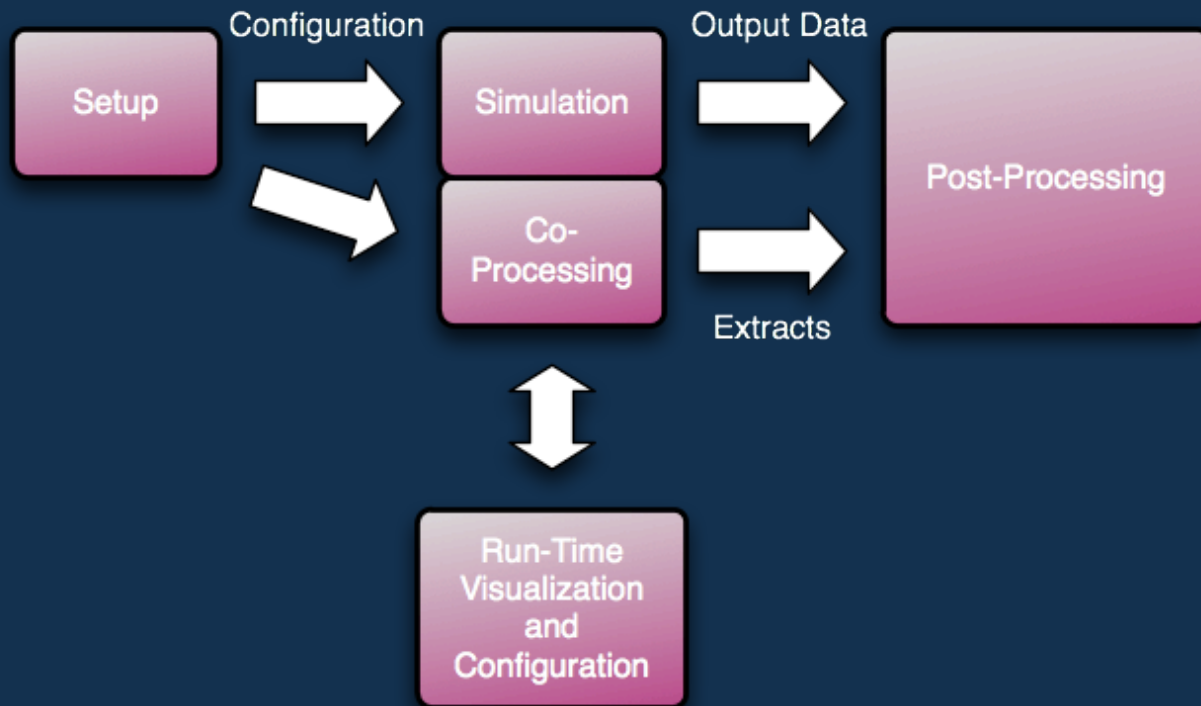 Configuration
Output Data
Setup
Simulation
Post-Processing
Co-
Processing
Extracts
Run-Time
Visualization
and
Configuration